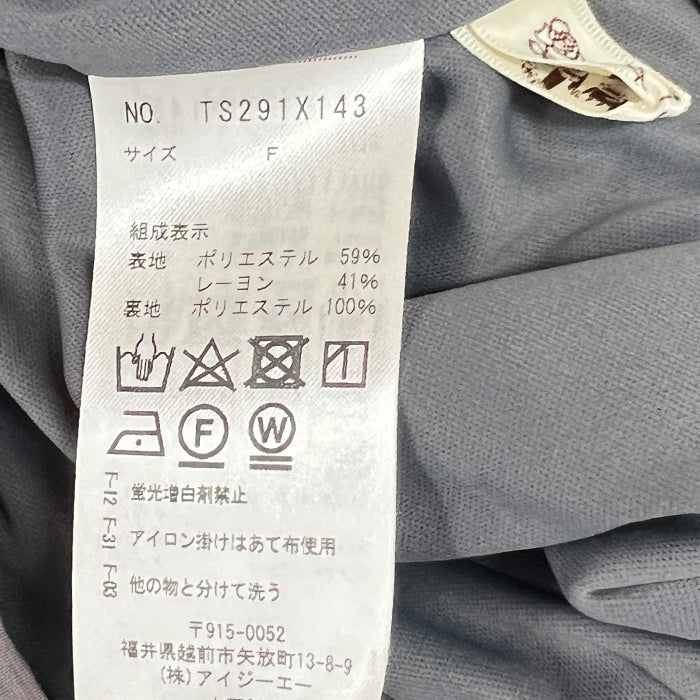 NO. TS291X143
サイズ F
組成表示
表地 ポリエステル 59%
レーヨン 41%
裏地 ポリエステル 100%
F W
F-12 蛍光増白剤禁止
F-31 アイロン掛けはあて布使用
F-03 他の物と分けて洗う
〒915-0052
福井県越前市矢放町13-8-9
(株)アイジーエー